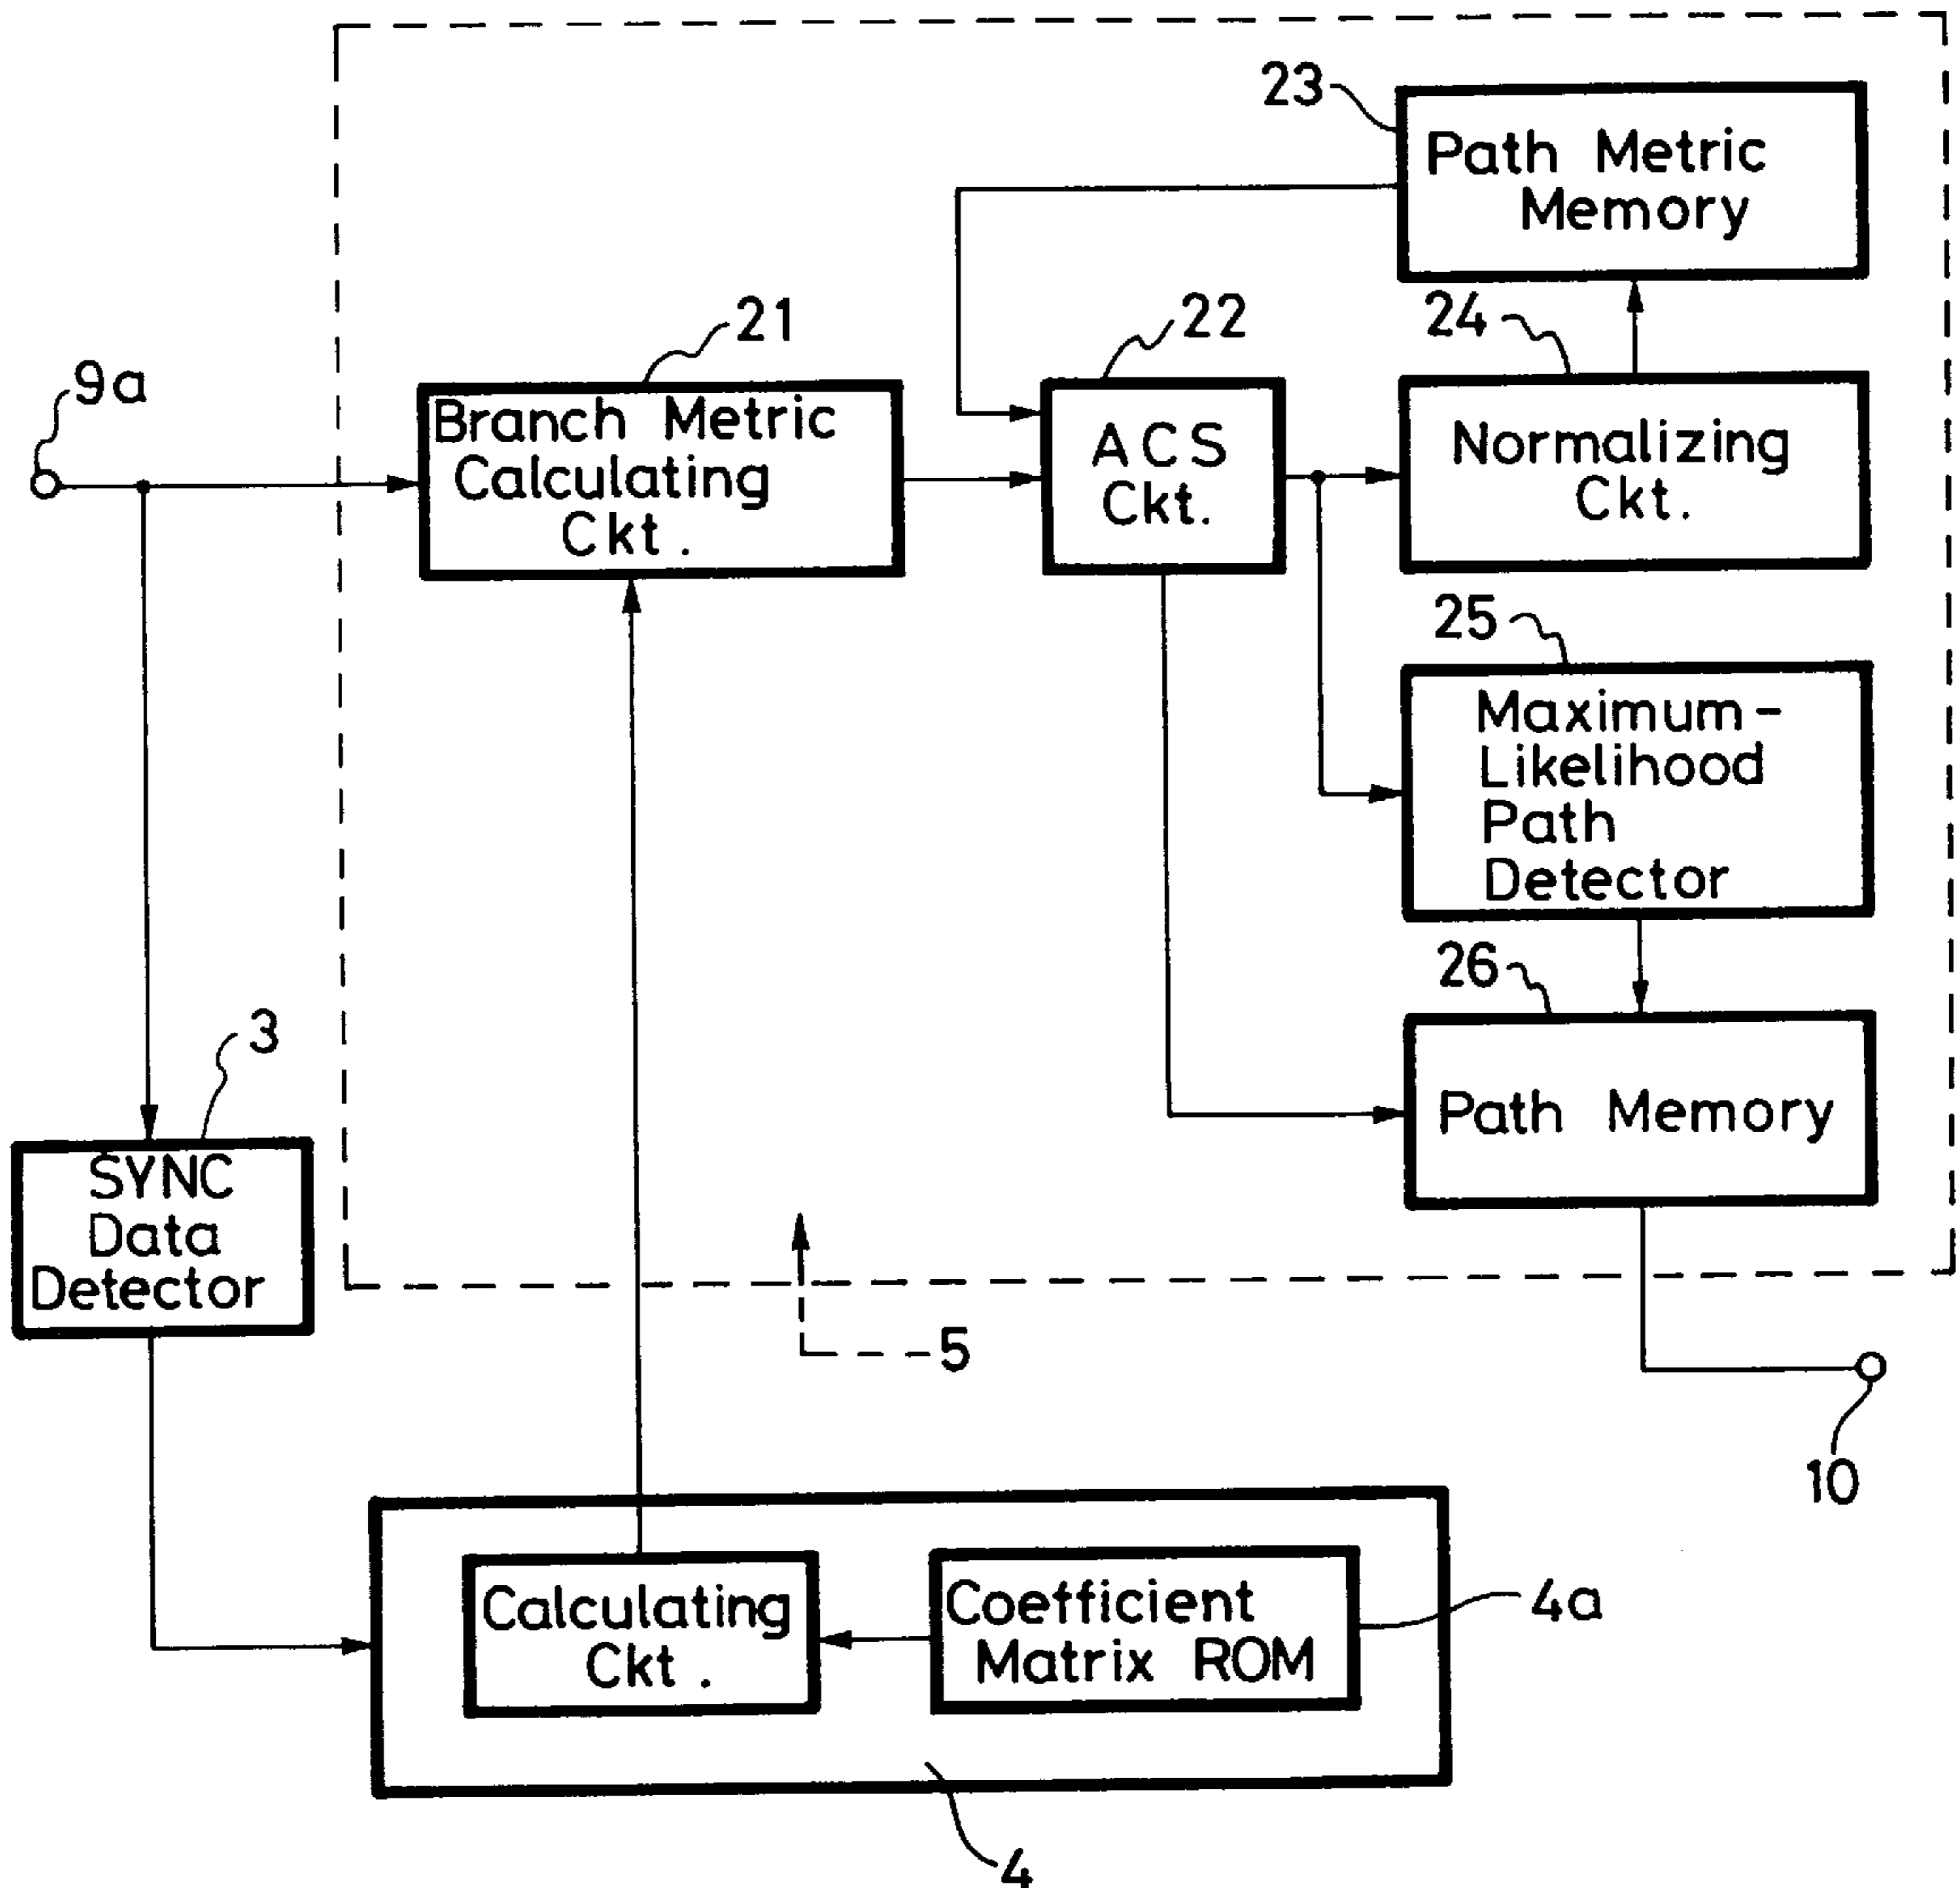 23
Path Metric
Memory
21
22
24
9a
Branch Metric
Calculating
Ckt.
ACS
Ckt.
Normalizing
Ckt.
25
Maximum-
Likelihood
Path
Detector
26
3
Path Memory
SYNC
Data
Detector
5
10
Calculating
Ckt.
Coefficient
Matrix ROM
4a
4